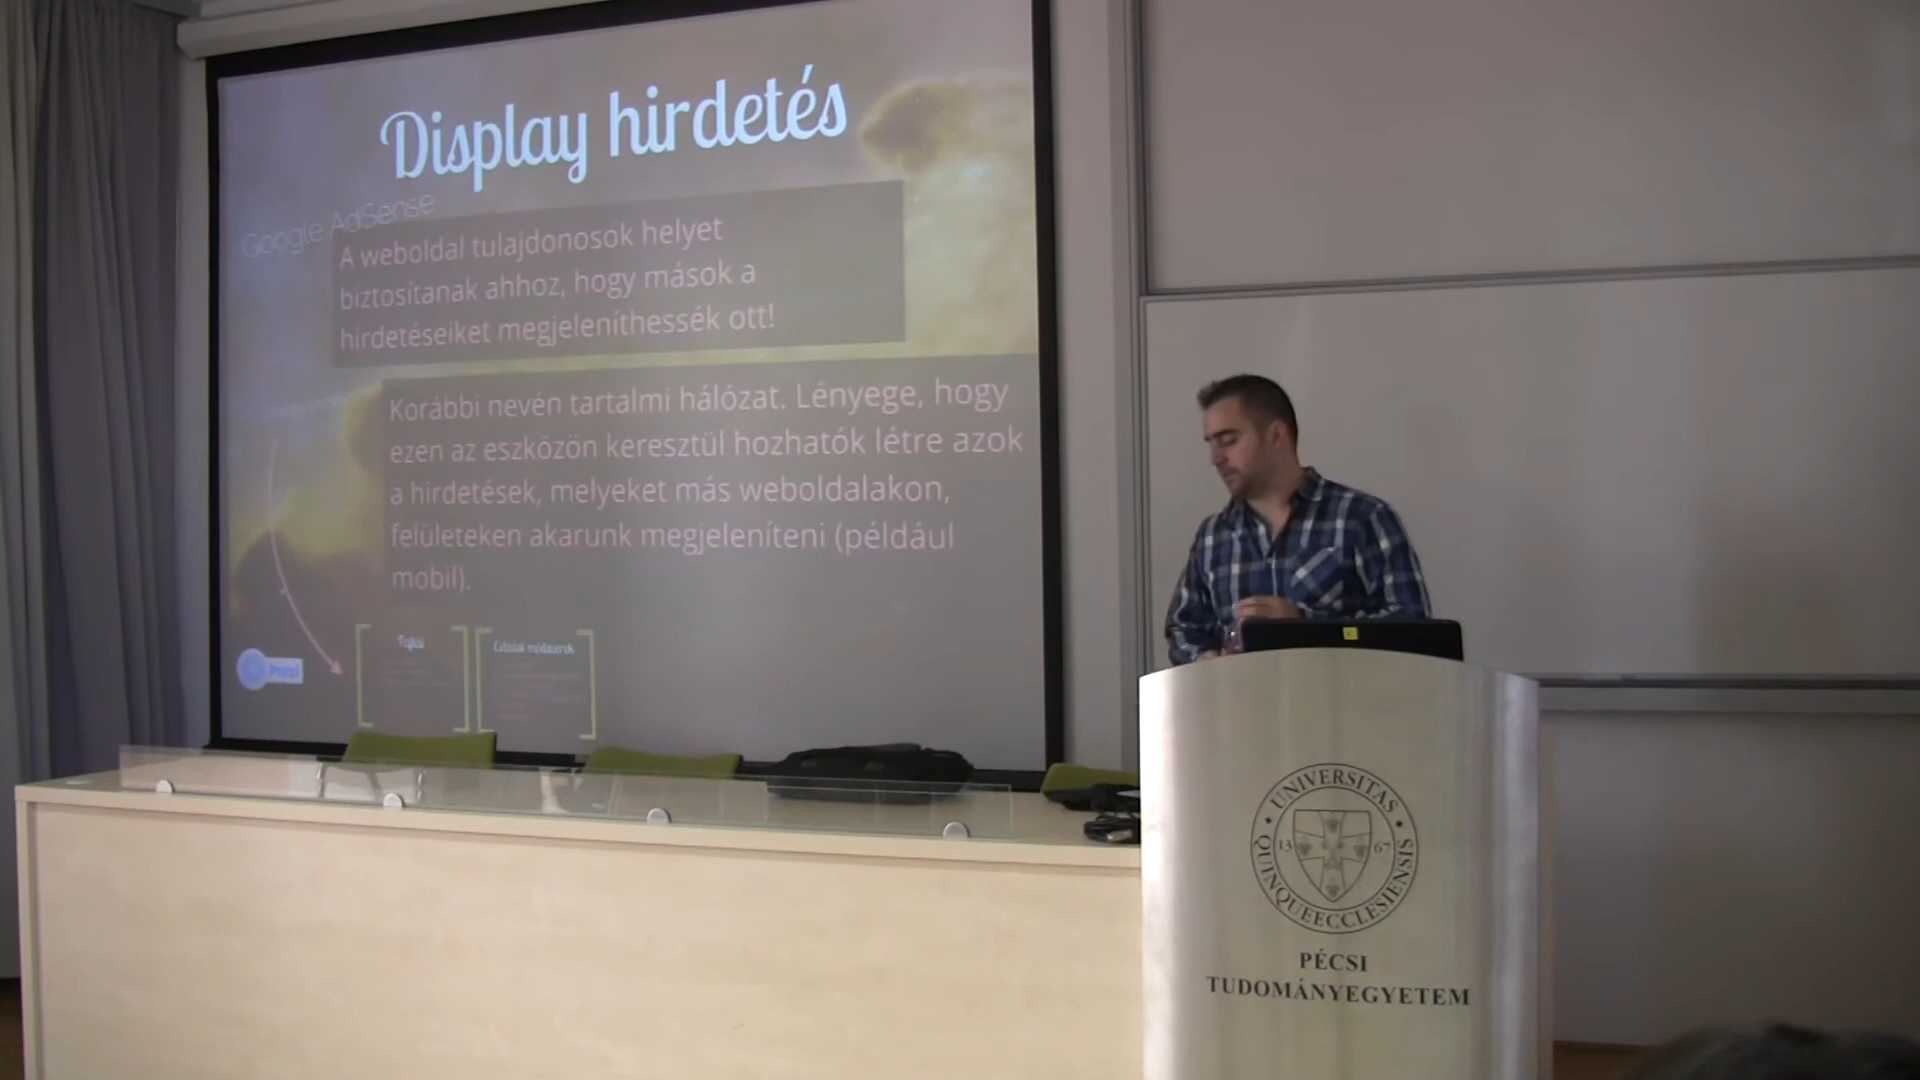 Display hirdetés
Google AdSense
A weboldal tulajdonosok helyet
biztosítanak ahhoz, hogy mások a
hirdetéseiket megjeleníthessék ott!
Korábbi nevén tartalmi hálózat. Lényege, hogy
ezen az eszközön keresztül hozhatók létre azok
a hirdetések, melyeket más weboldalakon,
felületeken akarunk megjeleníteni (például
mobil).
Prezi
UNIVERSITAS
QUINQUEECCLESIENSIS
13 67
PÉCSI
TUDOMÁNYEGYETEM